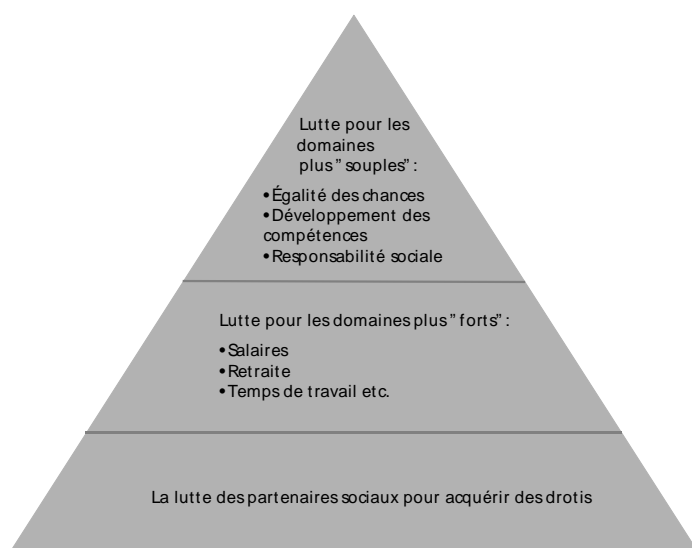 Lutte pour les
domaines
plus ” souples” :
•Égalité des chances
•Développement des
compétences
•Responsabilité sociale
Lutte pour les domaines plus ” forts” :
•Salaires
•Retraite
•Temps de travail etc.
La lutte des partenaires sociaux pour acquérir des drotis